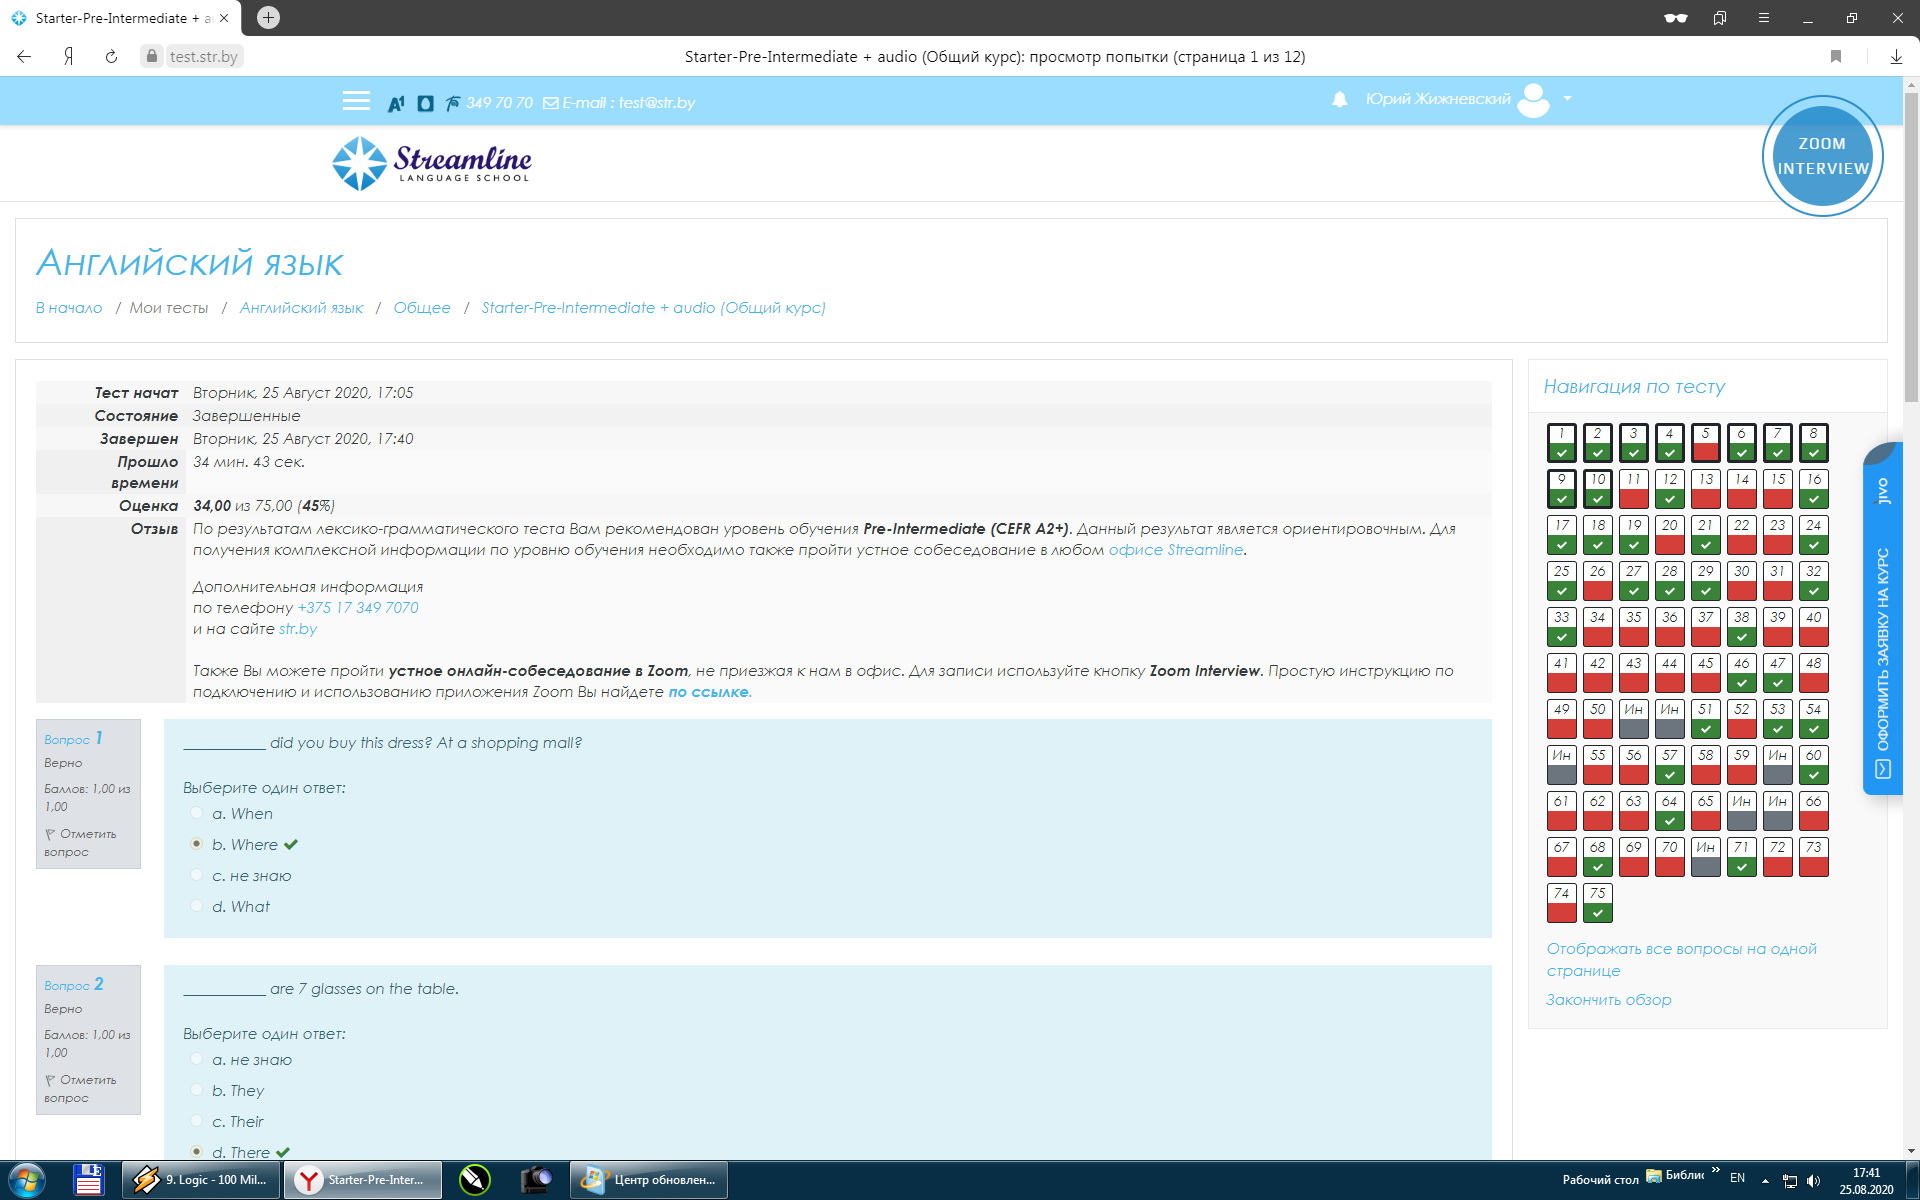 Starter-Pre-Intermediate + a
test.str.by
Starter-Pre-Intermediate + audio (Общий курс): просмотр попытки (страница 1 из 12)
349 70 70 E-mail : test@str.by
Юрий Жижневский
Streamline
LANGUAGE SCHOOL
ZOOM
INTERVIEW
Английский язык
В начало / Мои тесты / Английский язык / Общее / Starter-Pre-Intermediate + audio (Общий курс)
Тест начат Вторник, 25 Август 2020, 17:05
Состояние Завершенные
Завершен Вторник, 25 Август 2020, 17:40
Прошло времени 34 мин. 43 сек.
Оценка 34,00 из 75,00 (45%)
Отзыв По результатам лексико-грамматического теста Вам рекомендован уровень обучения Pre-Intermediate (CEFR A2+). Данный результат является ориентировочным. Для
получения комплексной информации по уровню обучения необходимо также пройти устное собеседование в любом офисе Streamline.
Дополнительная информация
по телефону +375 17 349 7070
и на сайте str.by
Также Вы можете пройти устное онлайн-собеседование в Zoom, не приезжая к нам в офис. Для записи используйте кнопку Zoom Interview. Простую инструкцию по
подключению и использованию приложения Zoom Вы найдете по ссылке.
Вопрос 1
Верно
Баллов: 1,00 из
1,00
Отметить
вопрос
___________ did you buy this dress? At a shopping mall?
Выберите один ответ:
a. When
b. Where
c. не знаю
d. What
Вопрос 2
Верно
Баллов: 1,00 из
1,00
Отметить
вопрос
___________ are 7 glasses on the table.
Выберите один ответ:
a. не знаю
b. They
c. Their
d. There
Навигация по тесту
1 2 3 4 5 6 7 8
9 10 11 12 13 14 15 16
17 18 19 20 21 22 23 24
25 26 27 28 29 30 31 32
33 34 35 36 37 38 39 40
41 42 43 44 45 46 47 48
49 50 Ин Ин 51 52 53 54
Ин 55 56 57 58 59 Ин 60
61 62 63 64 65 Ин Ин 66
67 68 69 70 Ин 71 72 73
74 75
Отображать все вопросы на одной
странице
Закончить обзор
jivo
ОФОРМИТЬ ЗАЯВКУ НА КУРС
9. Logic - 100 Mil...
Starter-Pre-Inter...
Центр обновлен...
Рабочий стол
Библис
EN
17:41
25.08.2020